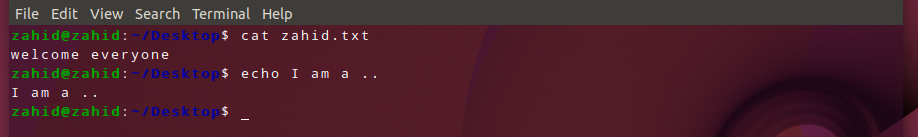 File Edit View Search Terminal Help
zahid@zahid:~/Desktop$ cat zahid.txt
welcome everyone
zahid@zahid:~/Desktop$ echo I am a ..
I am a ..
zahid@zahid:~/Desktop$ _